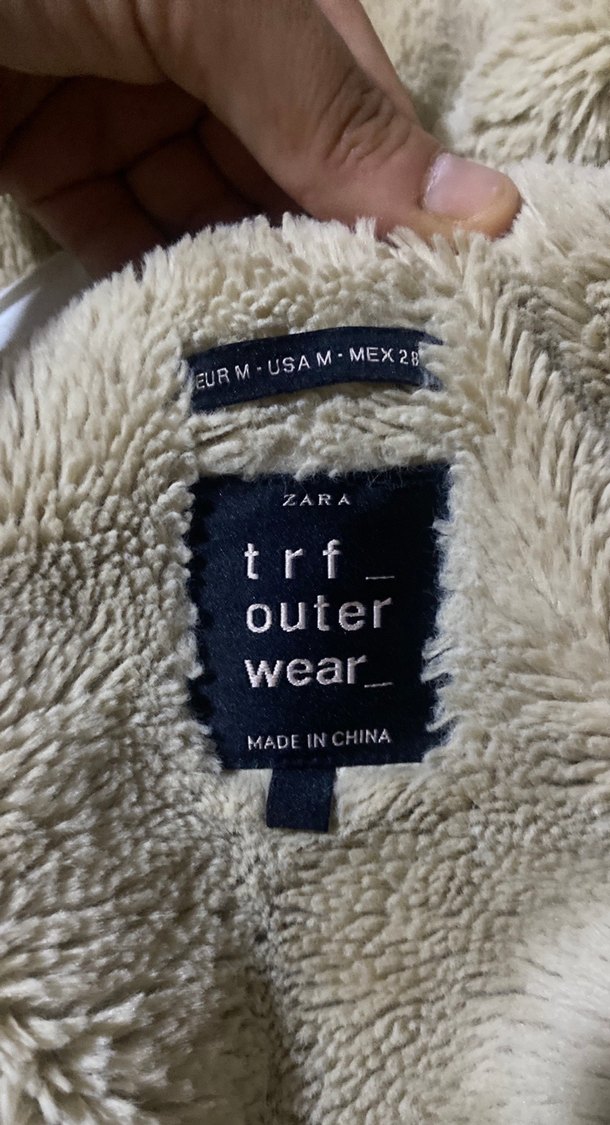 EUR M - USA M - MEX 28
ZARA
trf_
outer
wear_
MADE IN CHINA